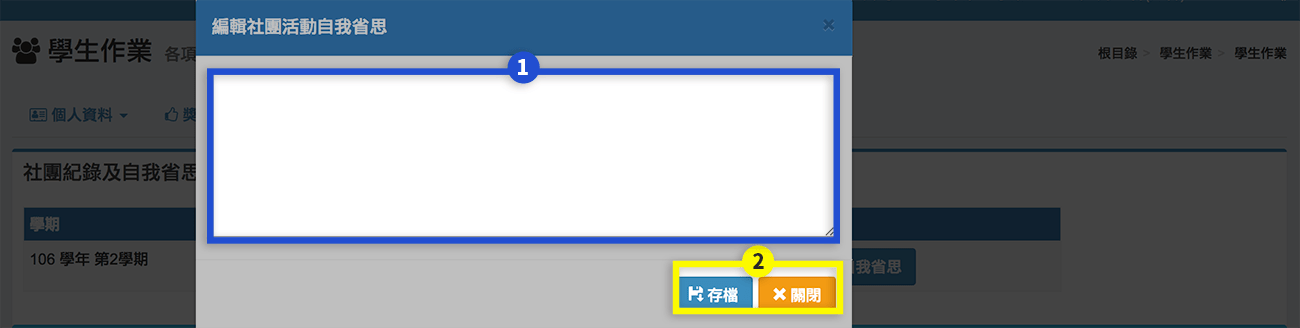 編輯社團活動自我省思 ×
學生作業 各項
根目錄 > 學生作業 > 學生作業
1
個人資料 獎
社團紀錄及自我省思
學期
106 學年 第2學期
我省思
2
存檔 關閉